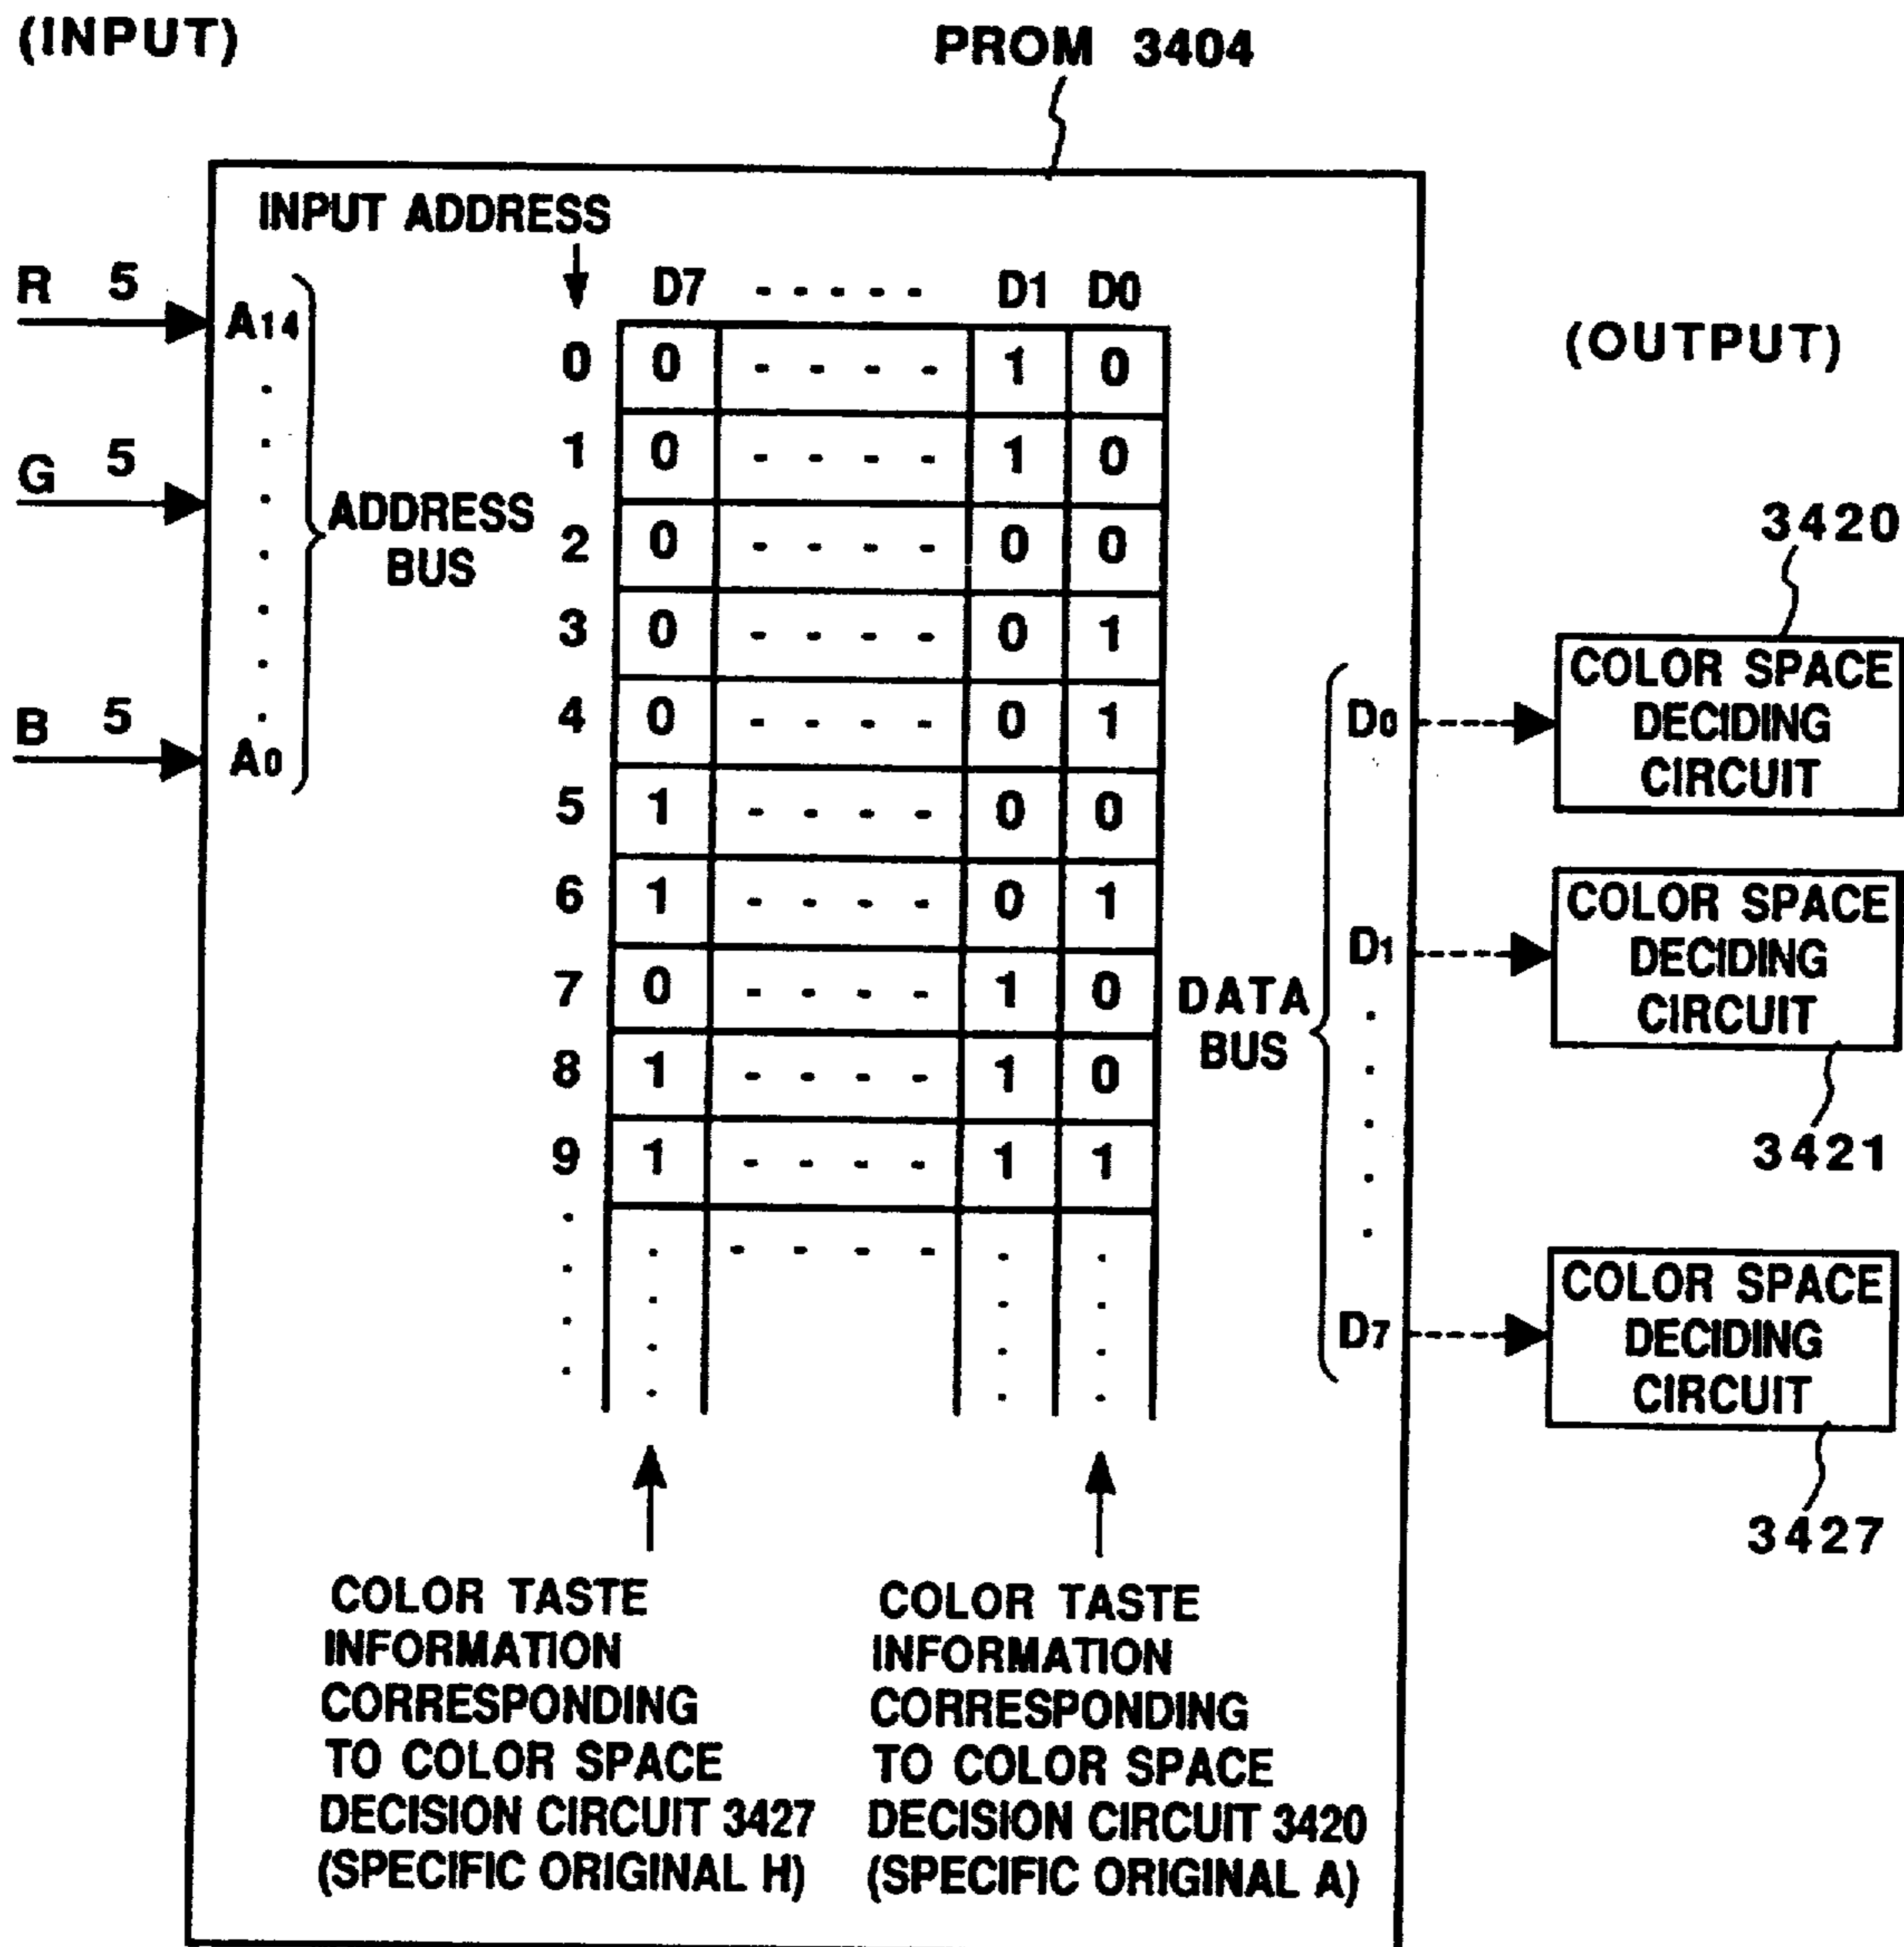 (INPUT)
PROM 3404
INPUT ADDRESS
D7 - - - - - D1 D0
R 5
A14
G 5
ADDRESS
BUS
B 5
A0
0 0 - - - - 1 0
1 0 - - - - 1 0
2 0 - - - - 0 0
3 0 - - - - 0 1
4 0 - - - - 0 1
5 1 - - - - 0 0
6 1 - - - - 0 1
7 0 - - - - 1 0
8 1 - - - - 1 0
9 1 - - - - 1 1
(OUTPUT)
DATA
BUS
D0
D1
D7
3420
COLOR SPACE
DECIDING
CIRCUIT
COLOR SPACE
DECIDING
CIRCUIT
3421
COLOR SPACE
DECIDING
CIRCUIT
3427
COLOR TASTE
INFORMATION
CORRESPONDING
TO COLOR SPACE
DECISION CIRCUIT 3427
(SPECIFIC ORIGINAL H)
COLOR TASTE
INFORMATION
CORRESPONDING
TO COLOR SPACE
DECISION CIRCUIT 3420
(SPECIFIC ORIGINAL A)